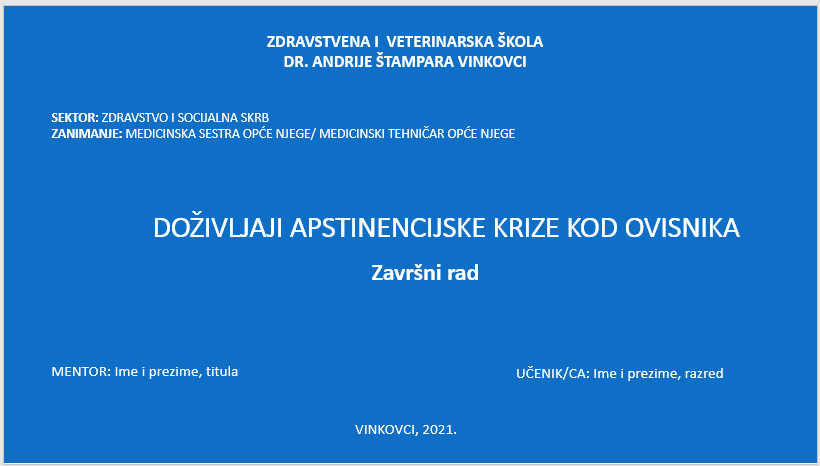 ZDRAVSTVENA I VETERINARSKA ŠKOLA
DR. ANDRIJE ŠTAMPARA VINKOVCI
SEKTOR: ZDRAVSTVO I SOCIJALNA SKRB
ZANIMANJE: MEDICINSKA SESTRA OPĆE NJEGE/ MEDICINSKI TEHNIČAR OPĆE NJEGE
DOŽIVLJAJI APSTINENCIJSKE KRIZE KOD OVISNIKA
Završni rad
MENTOR: Ime i prezime, titula
UČENIK/CA: Ime i prezime, razred
VINKOVCI, 2021.